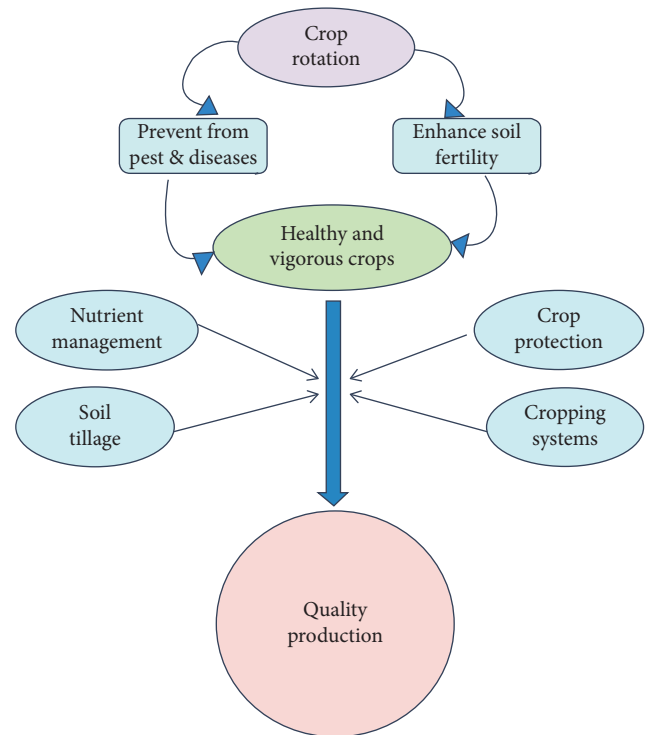 Crop
rotation
Prevent from
pest & diseases
Enhance soil
fertility
Healthy and
vigorous crops
Nutrient
management
Crop
protection
Soil
tillage
Cropping
systems
Quality
production